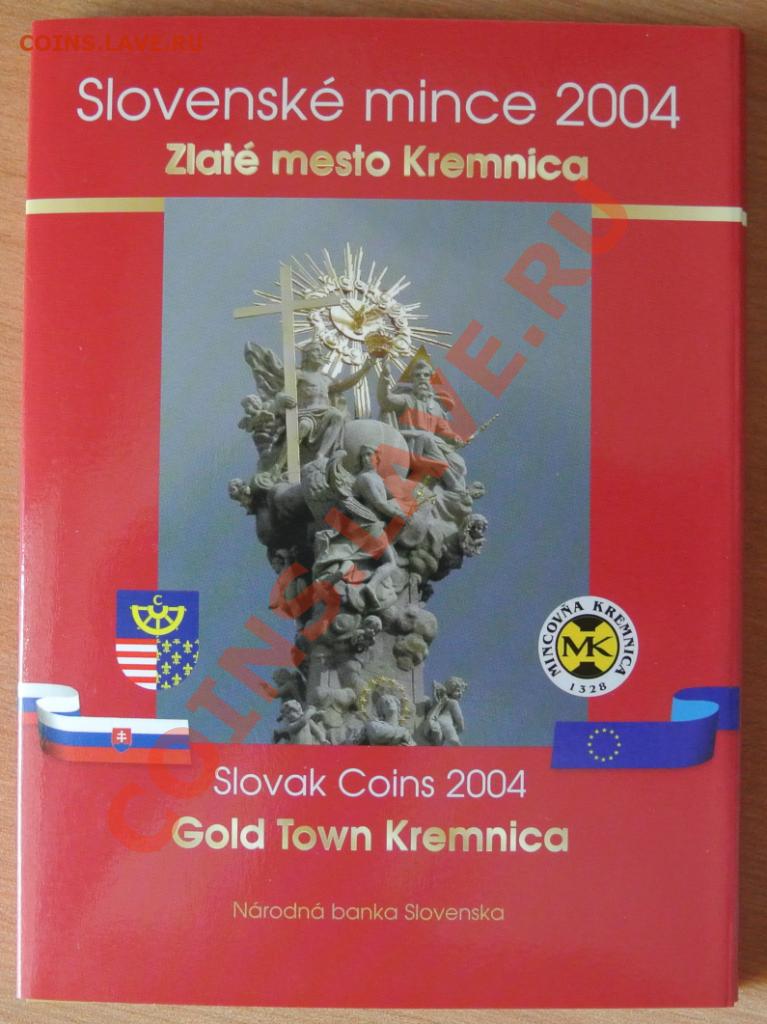 COINS.LAVE.RU
Slovenské mince 2004
Zlaté mesto Kremnica
COINS.LAVE.RU
C
MINCOVŇA KREMNICA
MK
1328
Slovak Coins 2004
Gold Town Kremnica
Národná banka Slovenska